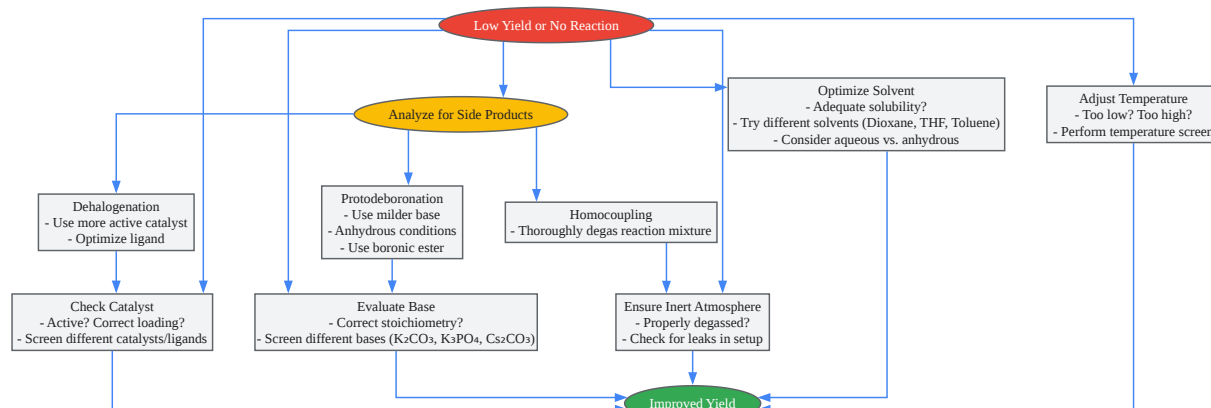 Low Yield or No Reaction
Analyze for Side Products
Optimize Solvent
- Adequate solubility?
- Try different solvents (Dioxane, THF, Toluene)
- Consider aqueous vs. anhydrous
Adjust Temperature
- Too low? Too high?
- Perform temperature screen
Dehalogenation
- Use more active catalyst
- Optimize ligand
Protodeboronation
- Use milder base
- Anhydrous conditions
- Use boronic ester
Homocoupling
- Thoroughly degas reaction mixture
Check Catalyst
- Active? Correct loading?
- Screen different catalysts/ligands
Evaluate Base
- Correct stoichiometry?
- Screen different bases (K₂CO₃, K₃PO₄, Cs₂CO₃)
Ensure Inert Atmosphere
- Properly degassed?
- Check for leaks in setup
Improved Yield